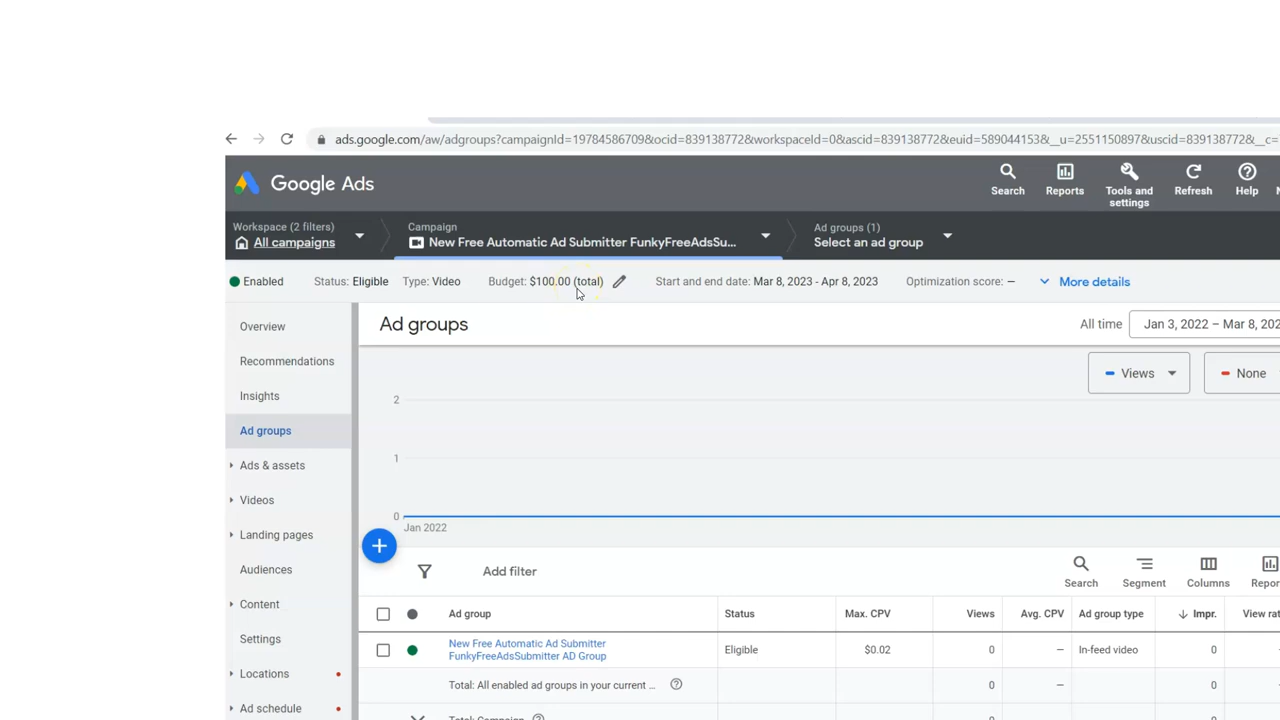 ads.google.com/aw/adgroups?campaignId=19784586709&ocid=839138772&workspaceId=0&ascid=839138772&euid=589044153&__u=2551150897&uscid=839138772&__c=
Google Ads
Search
Reports
Tools and
settings
Refresh
Help
N
Workspace (2 filters)
All campaigns
Campaign
New Free Automatic Ad Submitter FunkyFreeAdsSu...
Ad groups (1)
Select an ad group
Enabled
Status: Eligible
Type: Video
Budget: $100.00 (total)
Start and end date: Mar 8, 2023 - Apr 8, 2023
Optimization score: –
More details
Overview
Recommendations
Insights
Ad groups
Ads & assets
Videos
Landing pages
Audiences
Content
Settings
Locations
Ad schedule
Ad groups
All time
Jan 3, 2022 – Mar 8, 202
Views
None
2
1
0
Jan 2022
Add filter
Search
Segment
Columns
Repor
Ad group
Status
Max. CPV
Views
Avg. CPV
Ad group type
Impr.
View rat
New Free Automatic Ad Submitter
FunkyFreeAdsSubmitter AD Group
Eligible
$0.02
0
–
In-feed video
0
Total: All enabled ad groups in your current ...
0
–
0